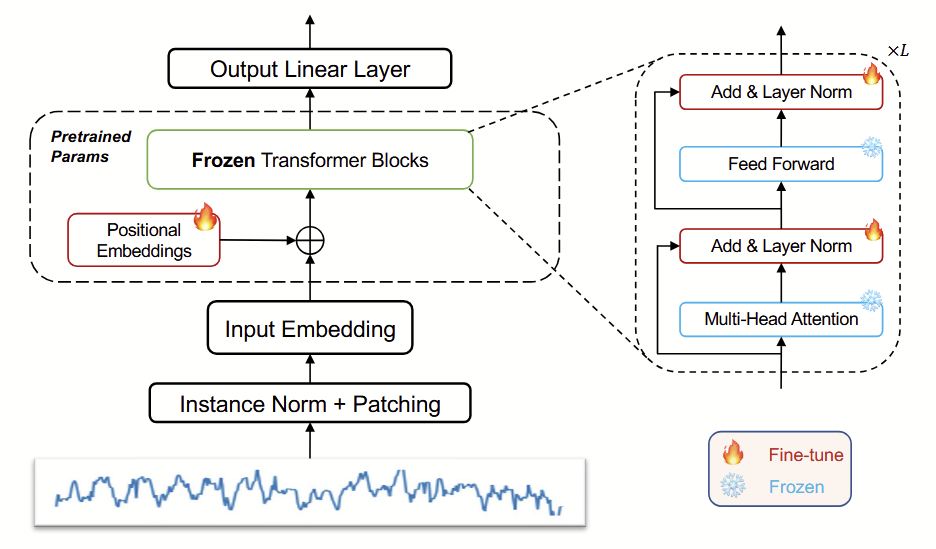 Output Linear Layer
Pretrained
Params
Frozen Transformer Blocks
Positional
Embeddings
Input Embedding
Instance Norm + Patching
×L
Add & Layer Norm
Feed Forward
Add & Layer Norm
Multi-Head Attention
Fine-tune
Frozen